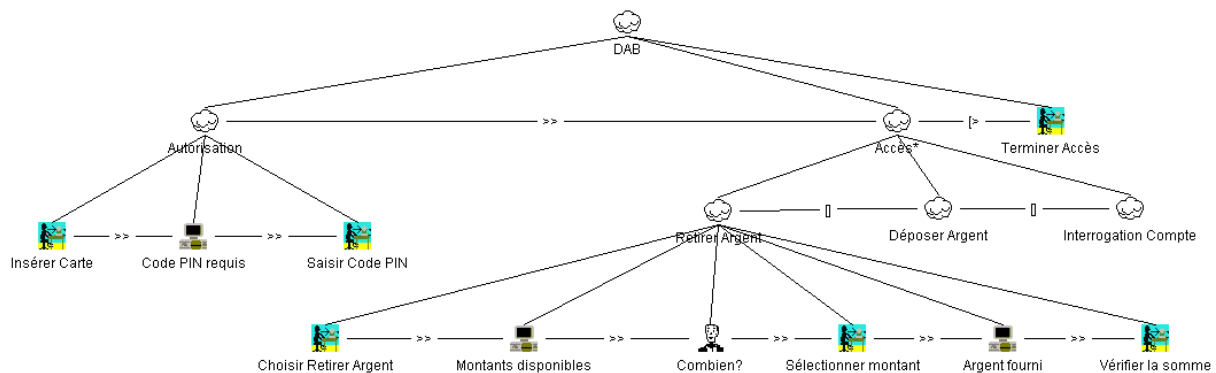 DAB
Autorisation >> Accès* [> Terminer Accès
Insérer Carte >> Code PIN requis >> Saisir Code PIN
Retirer Argent [] Déposer Argent [] Interrogation Compte
Choisir Retirer Argent >> Montants disponibles >> Combien? >> Sélectionner montant >> Argent fourni >> Vérifier la somme